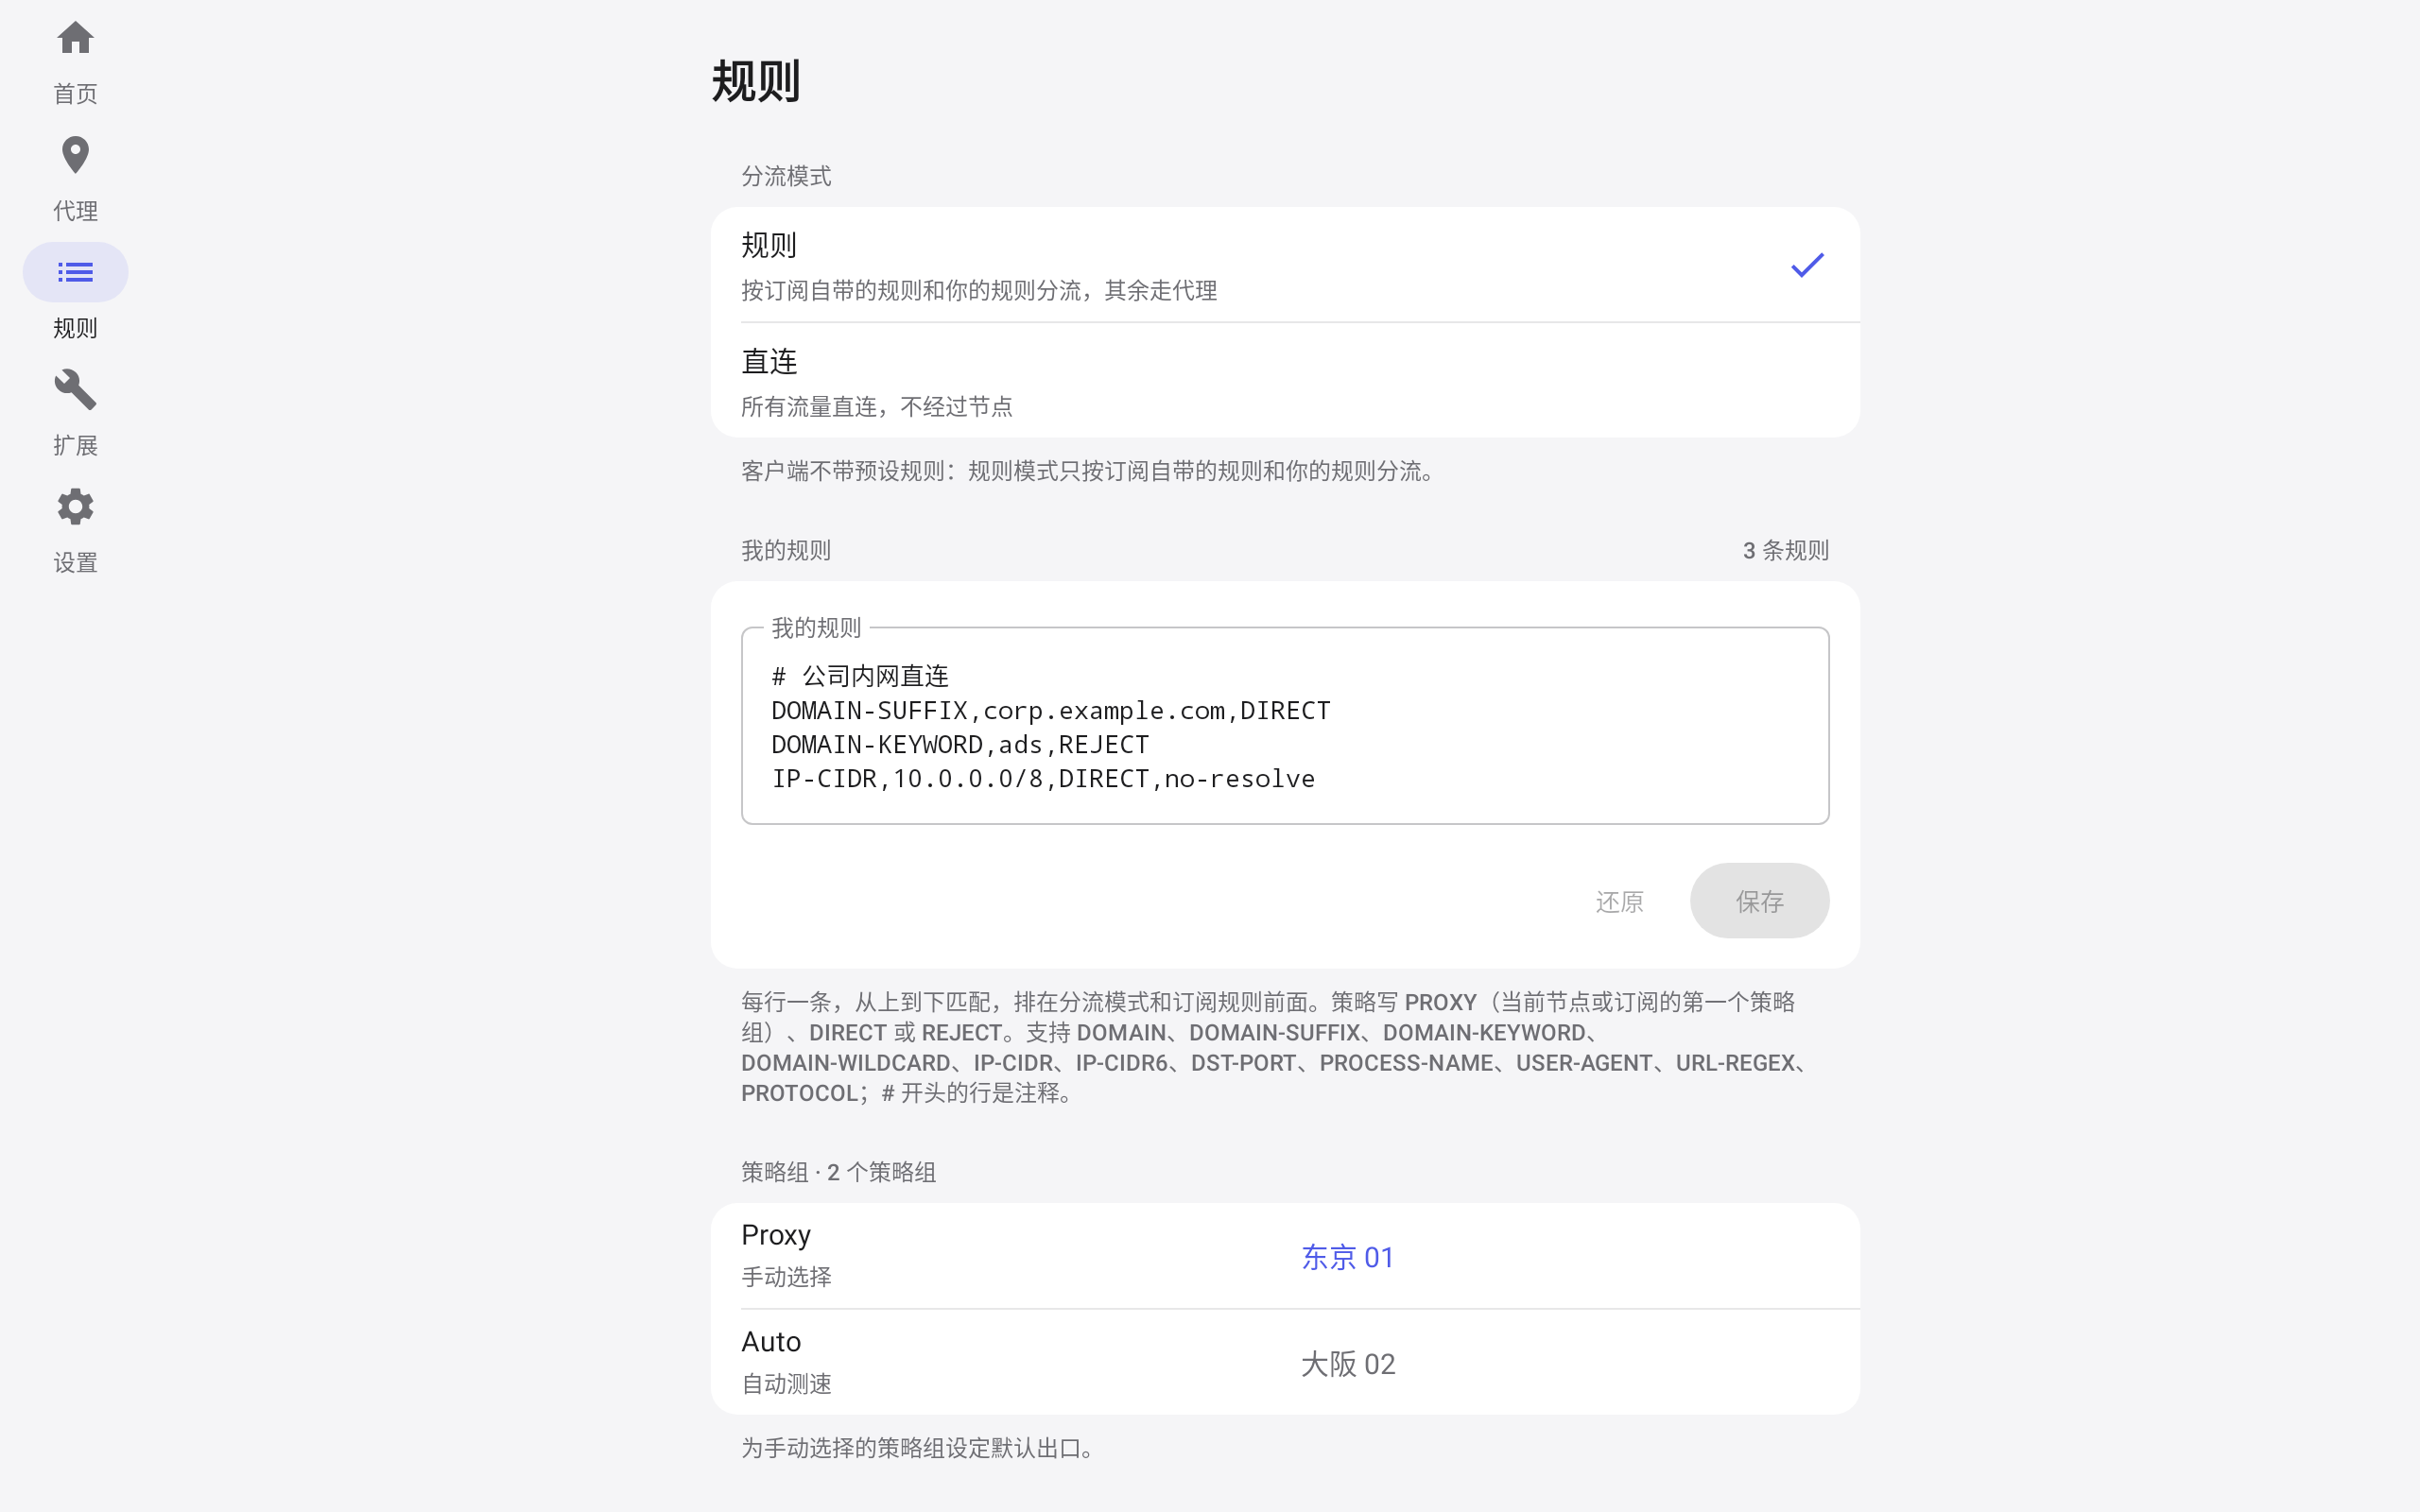 首页
代理
规则
扩展
设置
规则
分流模式
规则
按订阅自带的规则和你的规则分流，其余走代理
直连
所有流量直连，不经过节点
客户端不带预设规则：规则模式只按订阅自带的规则和你的规则分流。
我的规则
3 条规则
我的规则
# 公司内网直连
DOMAIN-SUFFIX,corp.example.com,DIRECT
DOMAIN-KEYWORD,ads,REJECT
IP-CIDR,10.0.0.0/8,DIRECT,no-resolve
还原
保存
每行一条，从上到下匹配，排在分流模式和订阅规则前面。策略写 PROXY（当前节点或订阅的第一个策略
组）、DIRECT 或 REJECT。支持 DOMAIN、DOMAIN-SUFFIX、DOMAIN-KEYWORD、
DOMAIN-WILDCARD、IP-CIDR、IP-CIDR6、DST-PORT、PROCESS-NAME、USER-AGENT、URL-REGEX、
PROTOCOL；# 开头的行是注释。
策略组 · 2 个策略组
Proxy
手动选择
东京 01
Auto
自动测速
大阪 02
为手动选择的策略组设定默认出口。